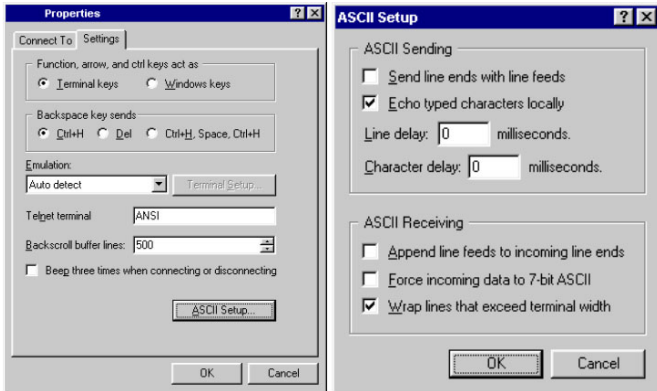 Properties
Connect To Settings
Function, arrow, and ctrl keys act as
Terminal keys Windows keys
Backspace key sends
Ctrl+H Del Ctrl+H, Space, Ctrl+H
Emulation:
Auto detect Terminal Setup...
Telnet terminal ANSI
Backscroll buffer lines: 500
Beep three times when connecting or disconnecting
ASCII Setup...
OK Cancel
ASCII Setup
ASCII Sending
Send line ends with line feeds
Echo typed characters locally
Line delay: 0 milliseconds.
Character delay: 0 milliseconds.
ASCII Receiving
Append line feeds to incoming line ends
Force incoming data to 7-bit ASCII
Wrap lines that exceed terminal width
OK Cancel